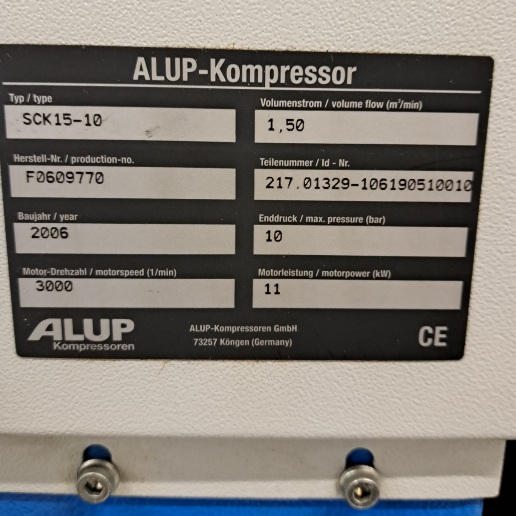 ALUP-Kompressor
Typ / type
SCK15-10
Volumenstrom / volume flow (m³/min)
1,50
Herstell-Nr. / production-no.
F0609770
Teilenummer / Id - Nr.
217.01329-106190510010
Baujahr / year
2006
Enddruck / max. pressure (bar)
10
Motor-Drehzahl / motorspeed (1/min)
3000
Motorleistung / motorpower (kW)
11
ALUP
Kompressoren
ALUP-Kompressoren GmbH
73257 Köngen (Germany)
CE